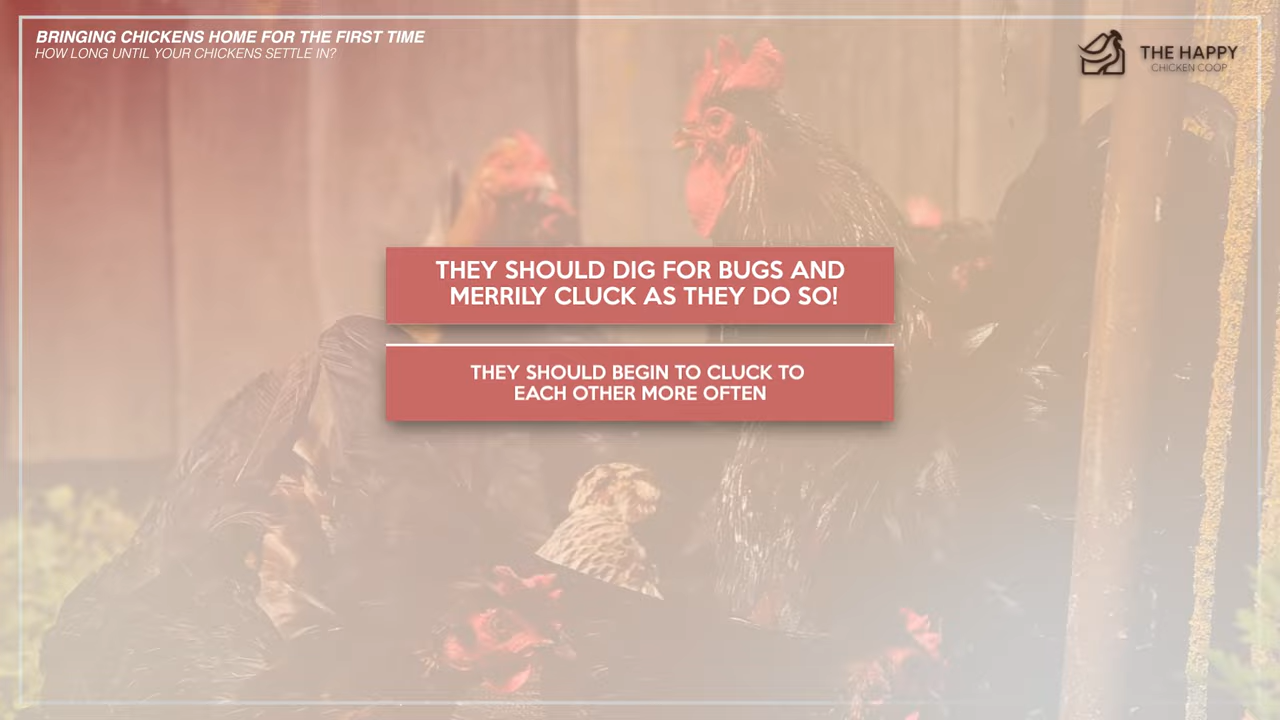 BRINGING CHICKENS HOME FOR THE FIRST TIME
HOW LONG UNTIL YOUR CHICKENS SETTLE IN?
THE HAPPY
CHICKEN COOP
THEY SHOULD DIG FOR BUGS AND
MERRILY CLUCK AS THEY DO SO!
THEY SHOULD BEGIN TO CLUCK TO
EACH OTHER MORE OFTEN